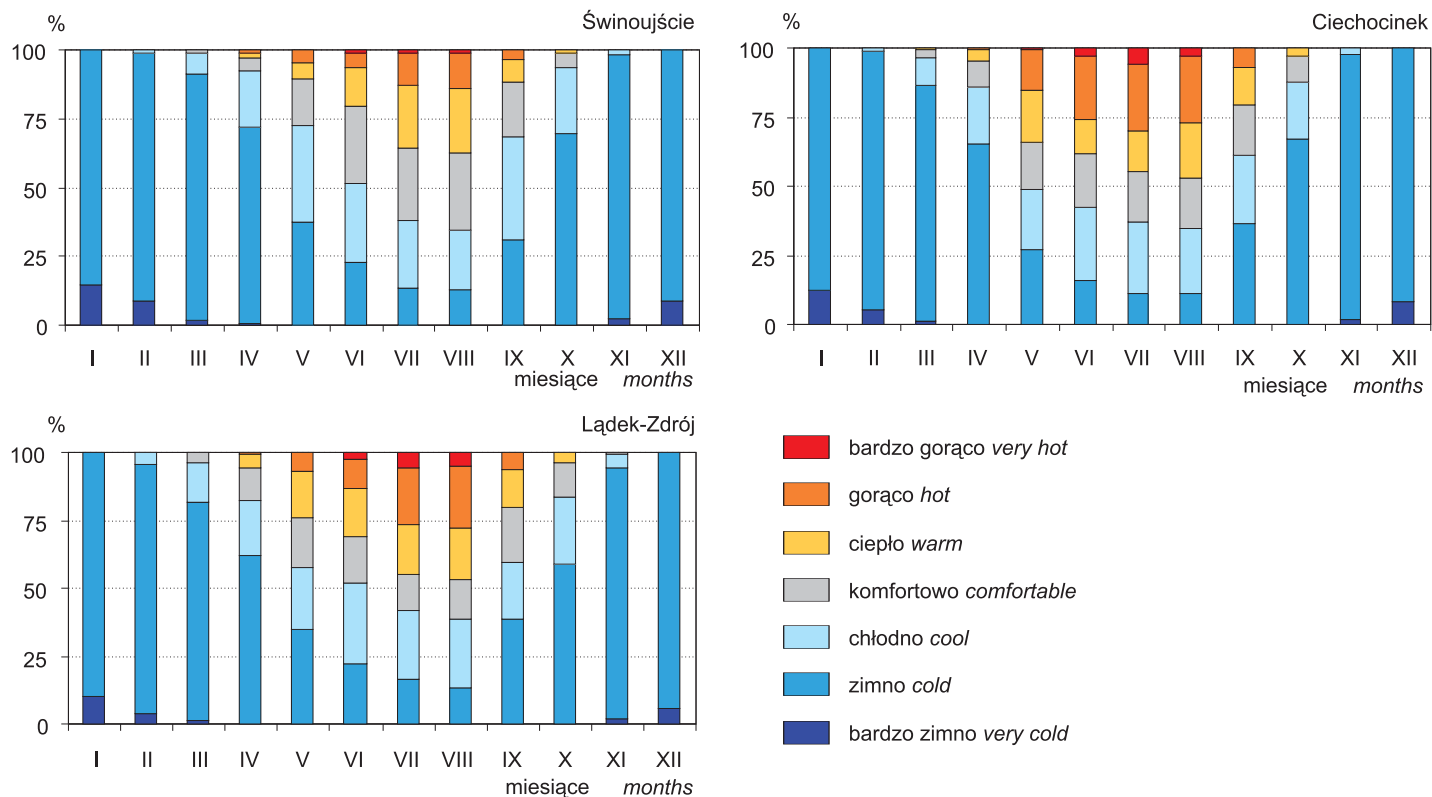 % Świnoujście
100
75
50
25
0
I II III IV V VI VII VIII IX X XI XII
miesiące months
% Ciechocinek
100
75
50
25
0
I II III IV V VI VII VIII IX X XI XII
miesiące months
% Lądek-Zdrój
100
75
50
25
0
I II III IV V VI VII VIII IX X XI XII
miesiące months
bardzo gorąco very hot
gorąco hot
ciepło warm
komfortowo comfortable
chłodno cool
zimno cold
bardzo zimno very cold